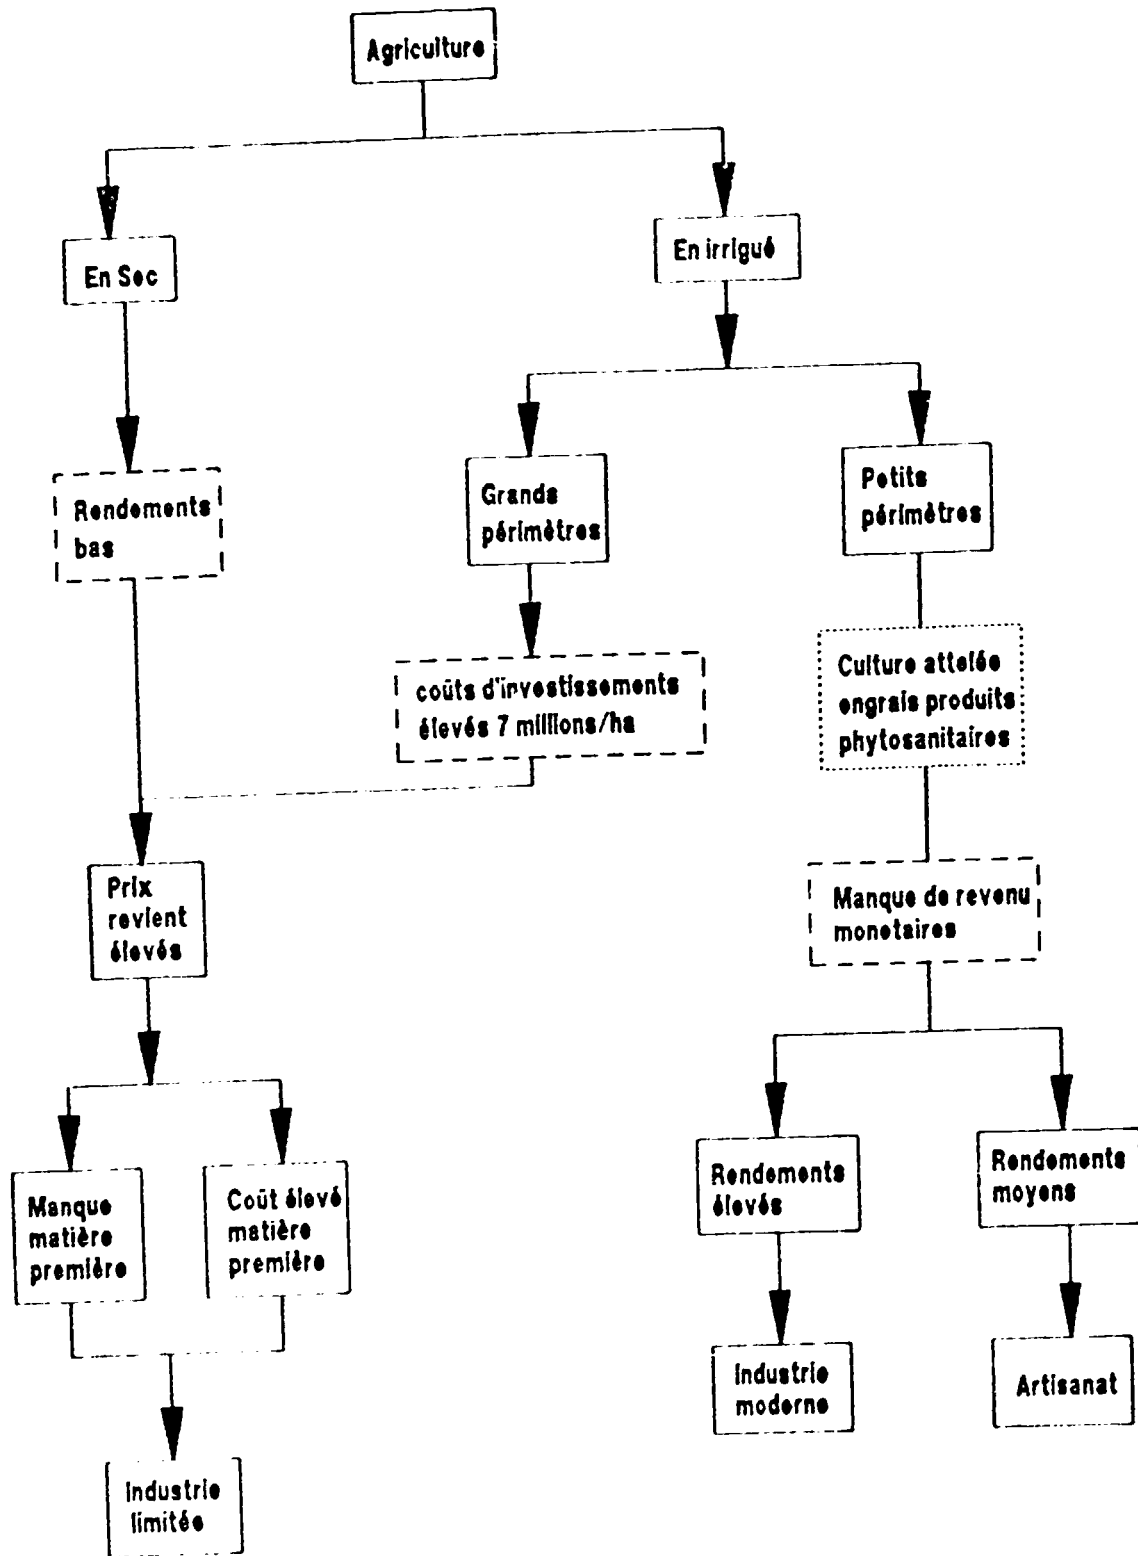 Agriculture
En Sec
En irrigué
Rendements
bas
Grands
périmètres
Petits
périmètres
coûts d'investissements
élevés 7 millions/ha
Culture attelée
engrais produits
phytosanitaires
Prix
revient
élevés
Manque de revenu
monetaires
Manque
matière
première
Coût élevé
matière
première
Rendements
élevés
Rendements
moyens
Industrie
moderne
Artisanat
Industrie
limitée